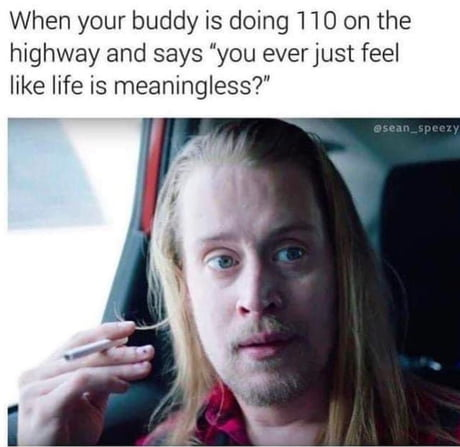 When your buddy is doing 110 on the
highway and says “you ever just feel
like life is meaningless?”
@sean_speezy